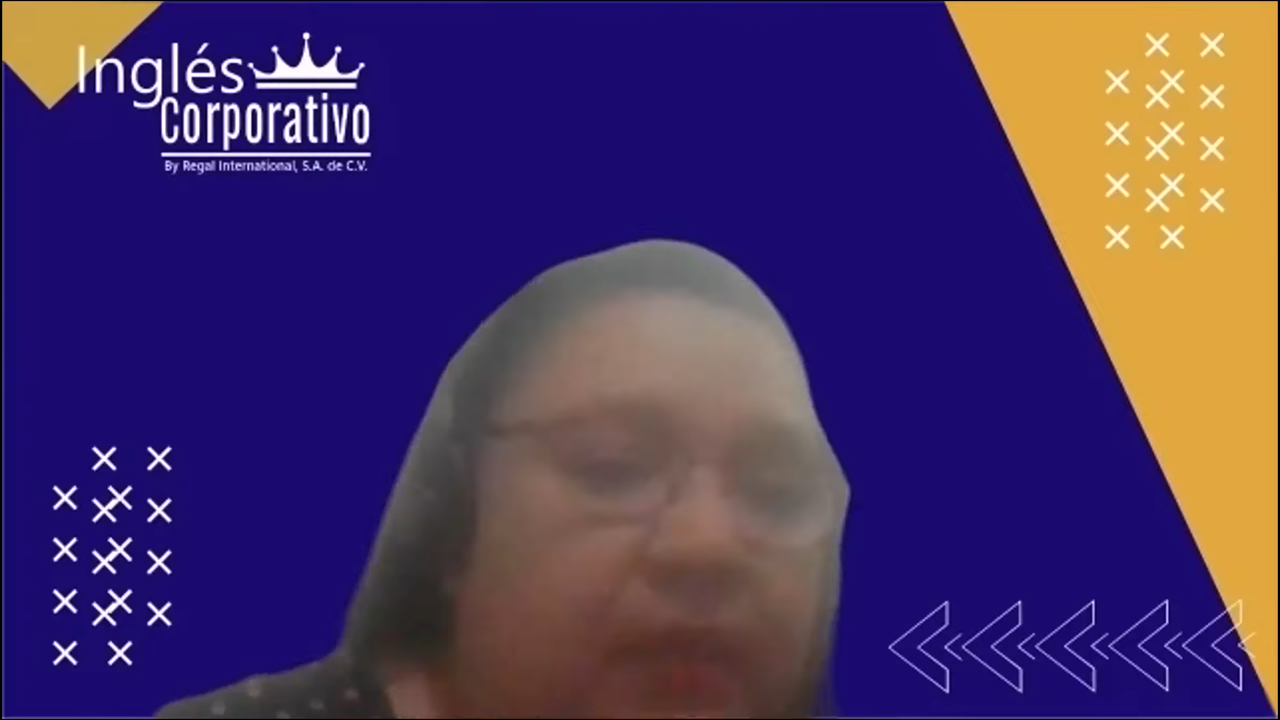 Inglés
Corporativo
By Regal International, S.A. de C.V.